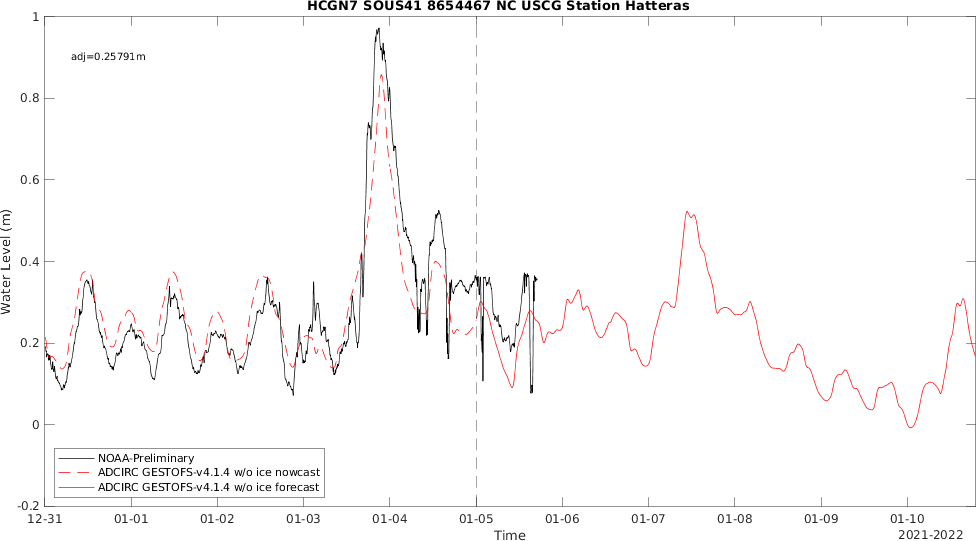 HCGN7 SOUS41 8654467 NC USCG Station Hatteras
adj=0.25791m
Water Level (m)
1
0.8
0.6
0.4
0.2
0
-0.2
NOAA-Preliminary
ADCIRC GESTOFS-v4.1.4 w/o ice nowcast
ADCIRC GESTOFS-v4.1.4 w/o ice forecast
12-31 01-01 01-02 01-03 01-04 01-05 01-06 01-07 01-08 01-09 01-10
Time
2021-2022